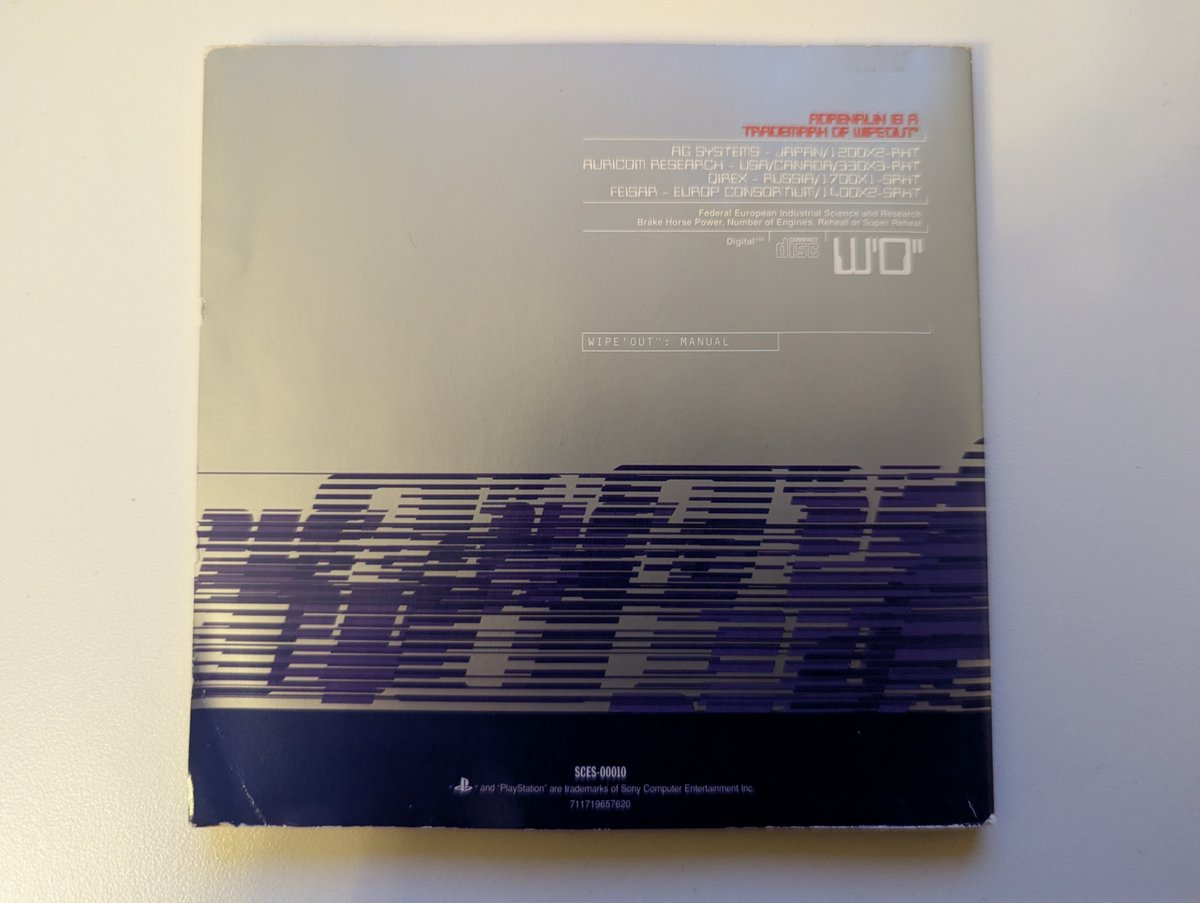 ADRENALIN IS A
TRADEMARK OF WIPEOUT"
AG SYSTEMS - JAPAN/1200X2-RHT
AURICOM RESEARCH - USA/CANADA/330X3-RHT
QIREX - RUSSIA/1700X1-SRHT
FEISAR - EUROP CONSORTIUM/1400X2-SRHT
Federal European Industrial Science and Research
Brake Horse Power, Number of Engines, Reheat or Super Reheat
Digital™ COMPACT disc W'O"
WIPE'OUT": MANUAL
SCES-00010
" " and "PlayStation" are trademarks of Sony Computer Entertainment Inc.
711719657620